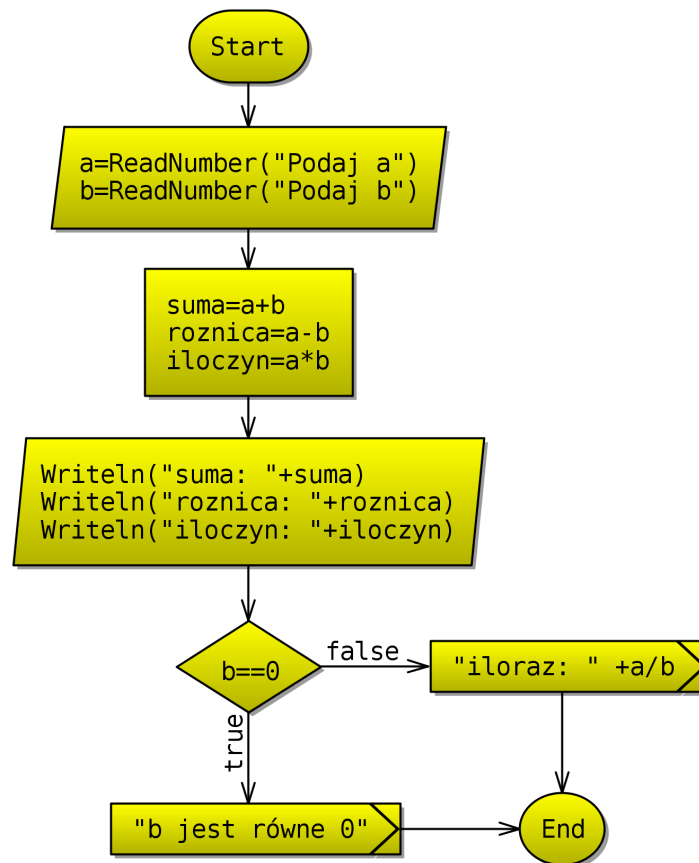 Start
a=ReadNumber("Podaj a")
b=ReadNumber("Podaj b")
suma=a+b
roznica=a-b
iloczyn=a*b
Writeln("suma: "+suma)
Writeln("roznica: "+roznica)
Writeln("iloczyn: "+iloczyn)
b==0
false
"iloraz: " +a/b
true
"b jest równe 0"
End